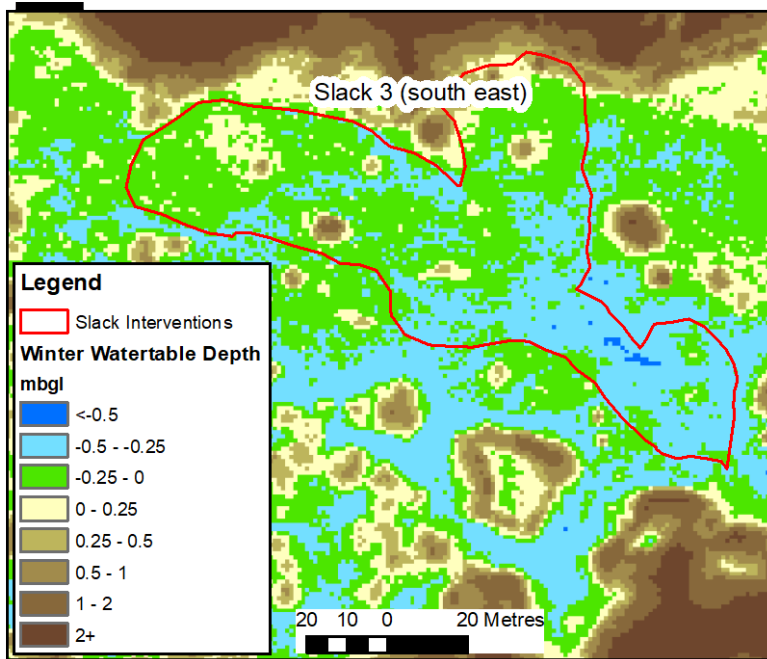 Slack 3 (south east)
Legend
Slack Interventions
Winter Watertable Depth
mbgl
<-0.5
-0.5 - -0.25
-0.25 - 0
0 - 0.25
0.25 - 0.5
0.5 - 1
1 - 2
2+
20 10 0 20 Metres